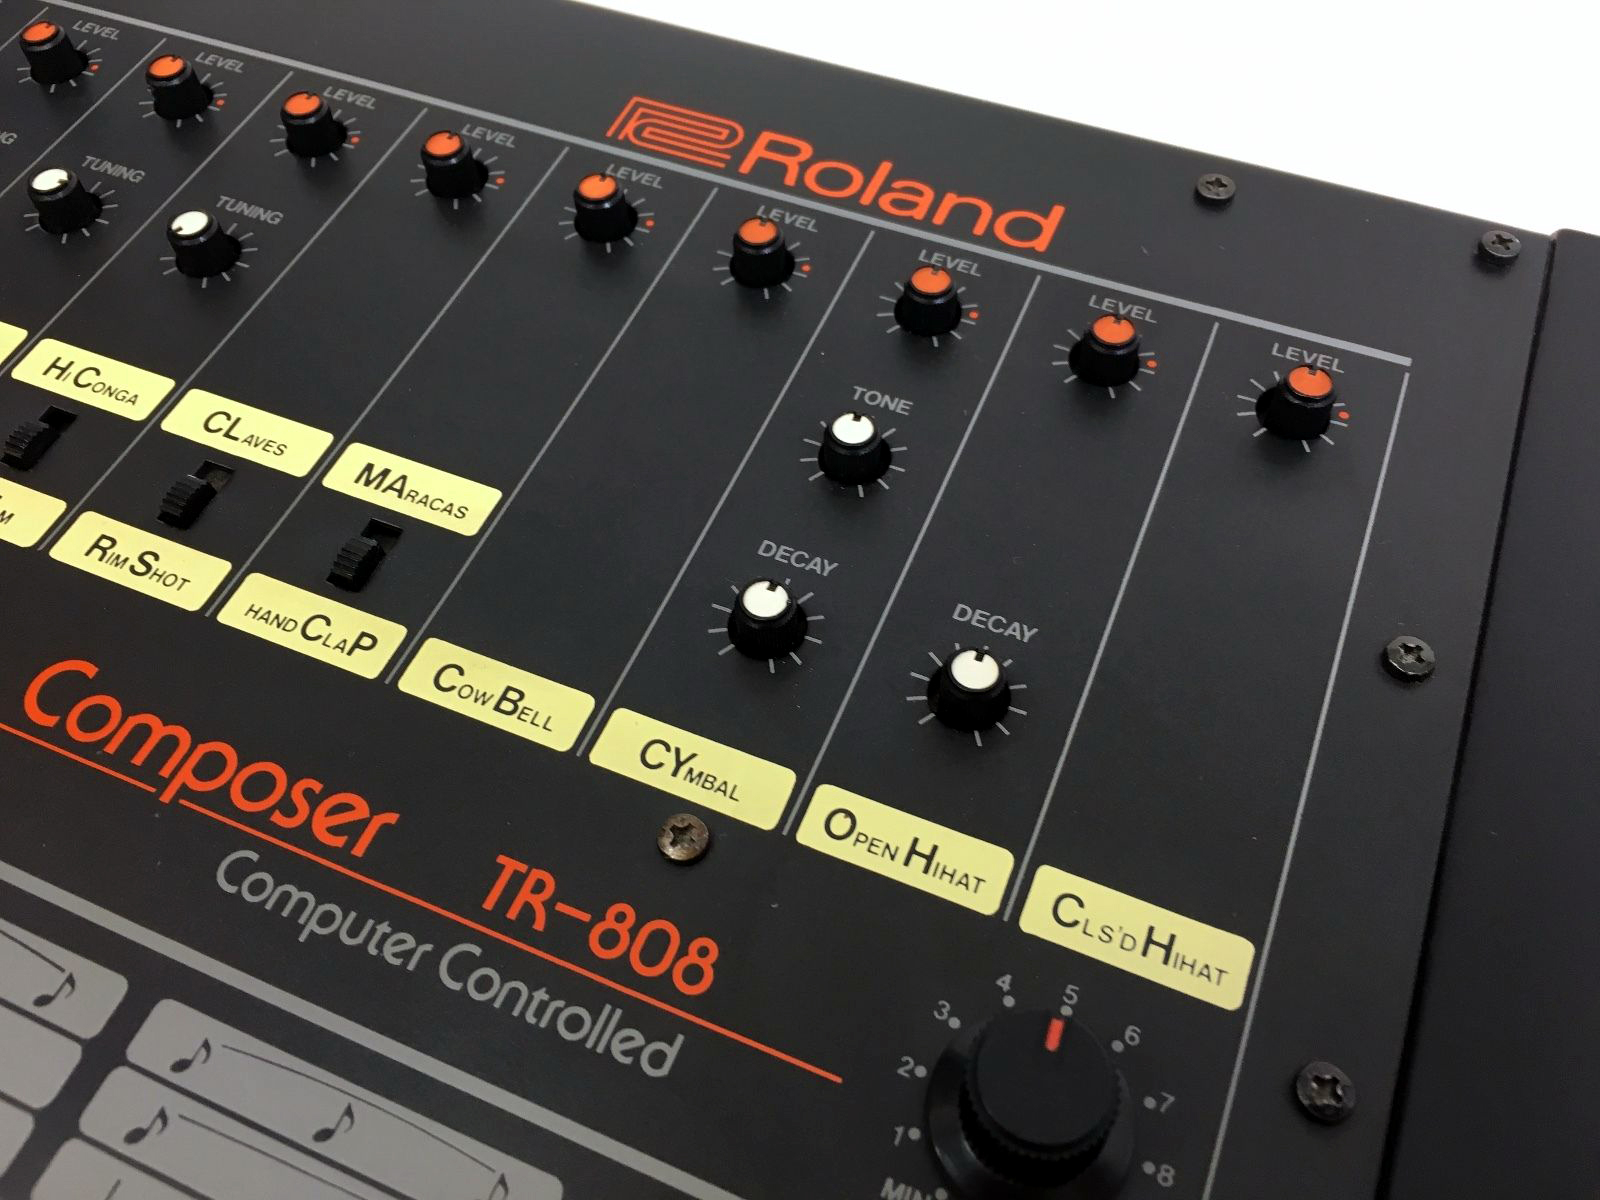 LEVEL
LEVEL
LEVEL
LEVEL
LEVEL
LEVEL
LEVEL
LEVEL
LEVEL
Roland
TUNING
TUNING
TONE
DECAY
DECAY
HI CONGA
CLAVES
MARACAS
RIM SHOT
HAND CLAP
COW BELL
CYMBAL
OPEN HIHAT
CLS'D HIHAT
Composer TR-808
Computer Controlled
4 5
3 6
2 7
1 8
MIN